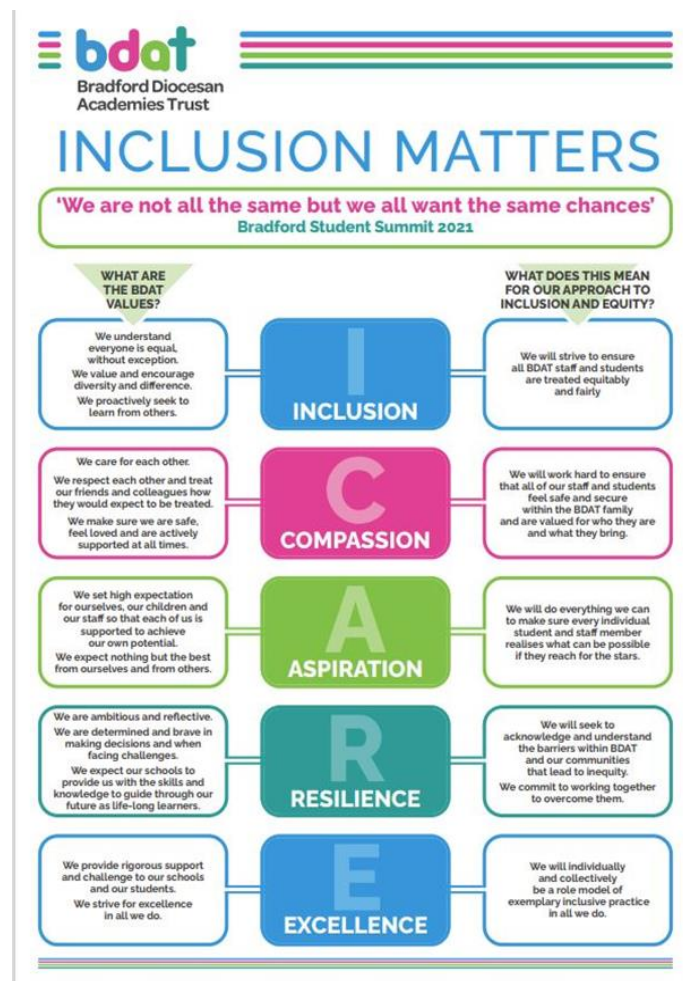 bdat
Bradford Diocesan
Academies Trust
INCLUSION MATTERS
‘We are not all the same but we all want the same chances’
Bradford Student Summit 2021
WHAT ARE
THE BDAT
VALUES?
WHAT DOES THIS MEAN
FOR OUR APPROACH TO
INCLUSION AND EQUITY?
We understand
everyone is equal,
without exception.
We value and encourage
diversity and difference.
We proactively seek to
learn from others.
I
INCLUSION
We will strive to ensure
all BDAT staff and students
are treated equitably
and fairly
We care for each other.
We respect each other and treat
our friends and colleagues how
they would expect to be treated.
We make sure we are safe,
feel loved and are actively
supported at all times.
C
COMPASSION
We will work hard to ensure
that all of our staff and students
feel safe and secure
within the BDAT family
and are valued for who they are
and what they bring.
We set high expectation
for ourselves, our children and
our staff so that each of us is
supported to achieve
our own potential.
We expect nothing but the best
from ourselves and from others.
A
ASPIRATION
We will do everything we can
to make sure every individual
student and staff member
realises what can be possible
if they reach for the stars.
We are ambitious and reflective.
We are determined and brave in
making decisions and when
facing challenges.
We expect our schools to
provide us with the skills and
knowledge to guide through our
future as life-long learners.
R
RESILIENCE
We will seek to
acknowledge and understand
the barriers within BDAT
and our communities
that lead to inequity.
We commit to working together
to overcome them.
We provide rigorous support
and challenge to our schools
and our students.
We strive for excellence
in all we do.
E
EXCELLENCE
We will individually
and collectively
be a role model of
exemplary inclusive practice
in all we do.